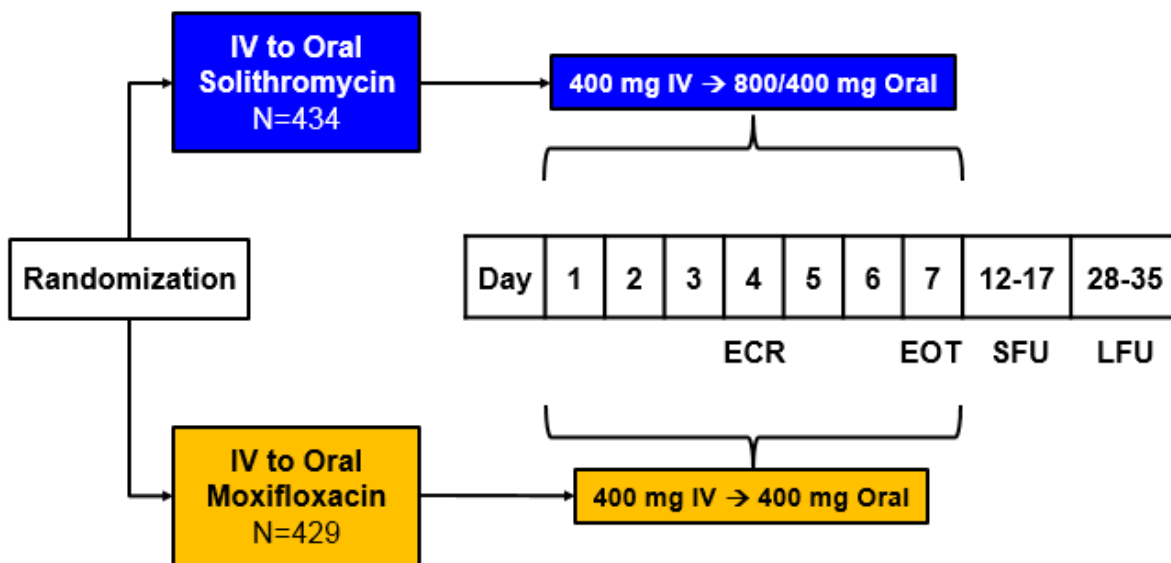 IV to Oral
Solithromycin
N=434
400 mg IV → 800/400 mg Oral
Randomization
Day 1 2 3 4 5 6 7 12-17 28-35
ECR EOT SFU LFU
IV to Oral
Moxifloxacin
N=429
400 mg IV → 400 mg Oral